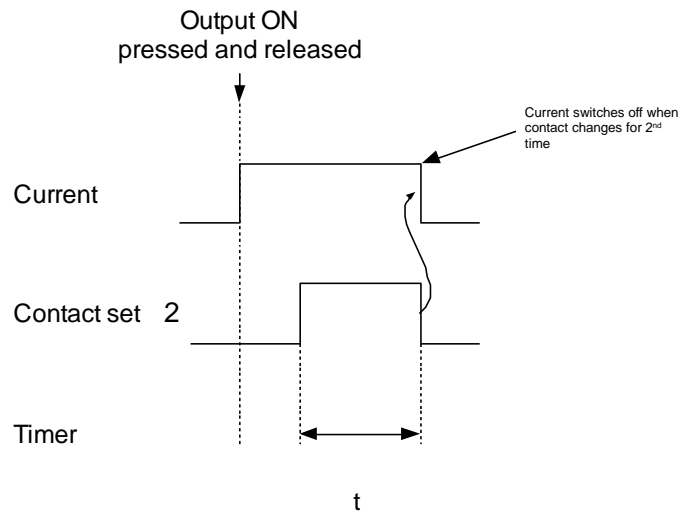 Output ON
pressed and released
Current switches off when
contact changes for 2nd
time
Current
Contact set 2
Timer
t